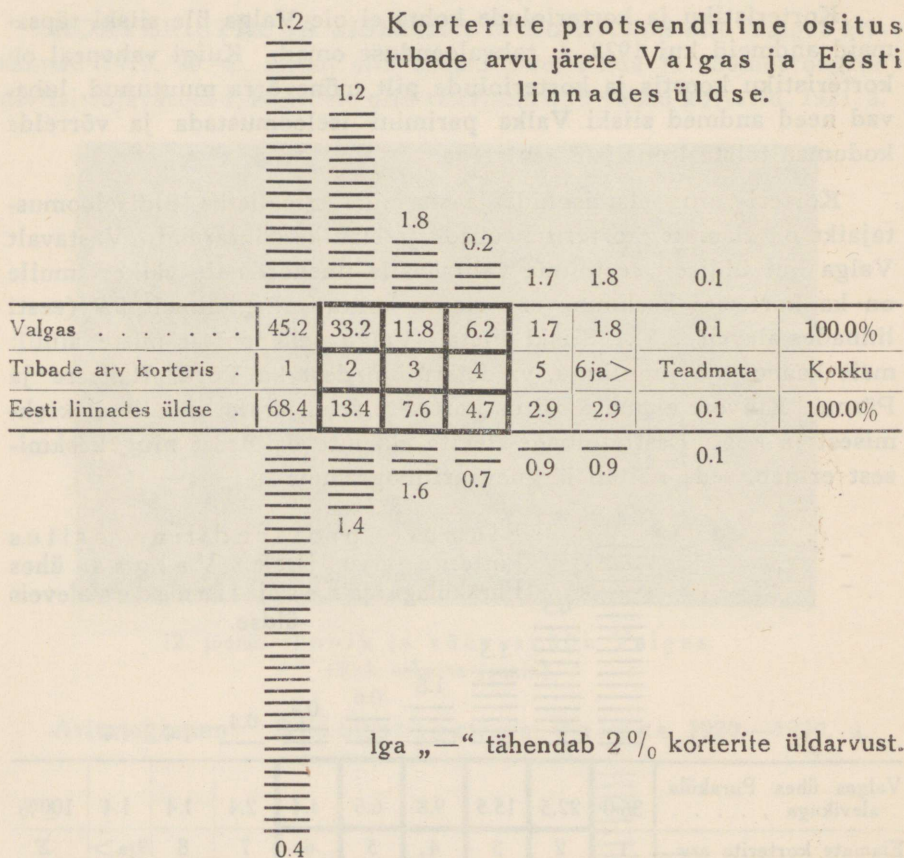 Korterite protsendiline ositus
tubade arvu järele Valgas ja Eesti
linnades üldse.
1.2
1.2
1.8
0.2
1.7 1.8 0.1
Valgas . . . . . . . 45.2 33.2 11.8 6.2 1.7 1.8 0.1 100.0%
Tubade arv korteris 1 2 3 4 5 6 ja > Teadmata Kokku
Eesti linnades üldse 68.4 13.4 7.6 4.7 2.9 2.9 0.1 100.0%
0.7 0.9 0.9 0.1
1.6
1.4
Iga „—“ tähendab 2% korterite üldarvust.
0.4